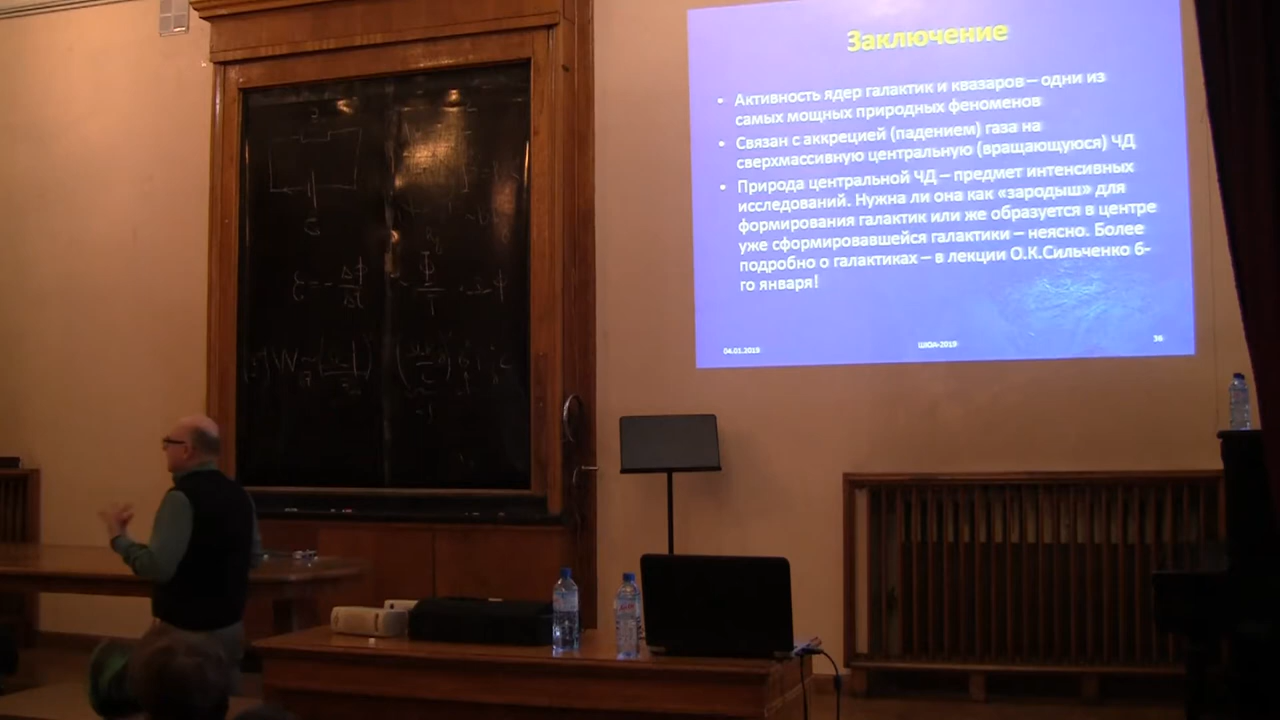 Заключение
• Активность ядер галактик и квазаров – одни из
самых мощных природных феноменов
• Связан с аккрецией (падением) газа на
сверхмассивную центральную (вращающуюся) ЧД
• Природа центральной ЧД – предмет интенсивных
исследований. Нужна ли она как «зародыш» для
формирования галактик или же образуется в центре
уже сформировавшейся галактики – неясно. Более
подробно о галактиках – в лекции О.К.Сильченко 6-
го января!
04.01.2019
ШЮА-2019
36